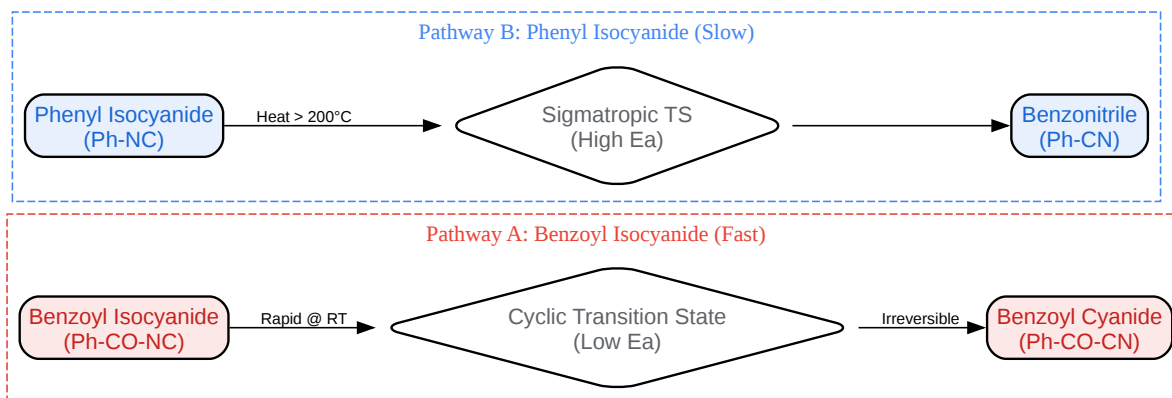 Pathway B: Phenyl Isocyanide (Slow)
Phenyl Isocyanide
(Ph-NC)
Heat > 200°C
Sigmatropic TS
(High Ea)
Benzonitrile
(Ph-CN)
Pathway A: Benzoyl Isocyanide (Fast)
Benzoyl Isocyanide
(Ph-CO-NC)
Rapid @ RT
Cyclic Transition State
(Low Ea)
Irreversible
Benzoyl Cyanide
(Ph-CO-CN)